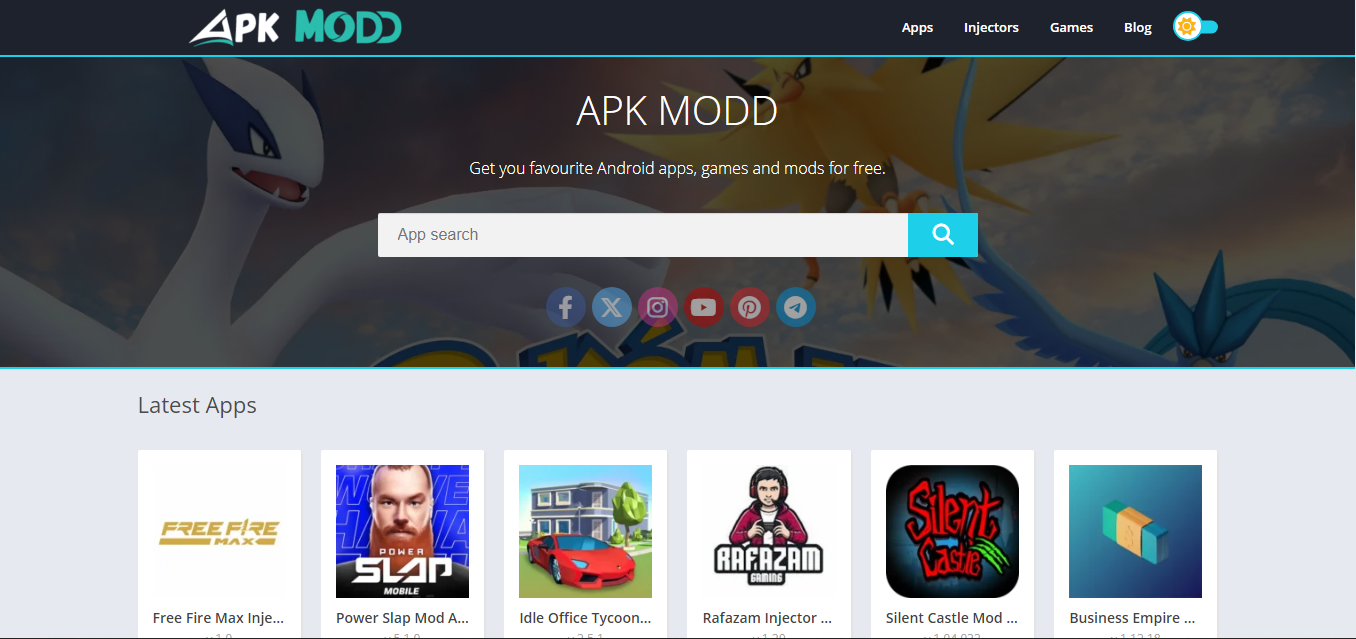 APK MODD
Apps Injectors Games Blog
APK MODD
Get you favourite Android apps, games and mods for free.
App search
Latest Apps
FREE FIRE
MAX
POWER
SLAP
MOBILE
RAFAZAM
GAMING
Silent
Castle
Free Fire Max Inje...
Power Slap Mod A...
Idle Office Tycoon...
Rafazam Injector ...
Silent Castle Mod ...
Business Empire ...